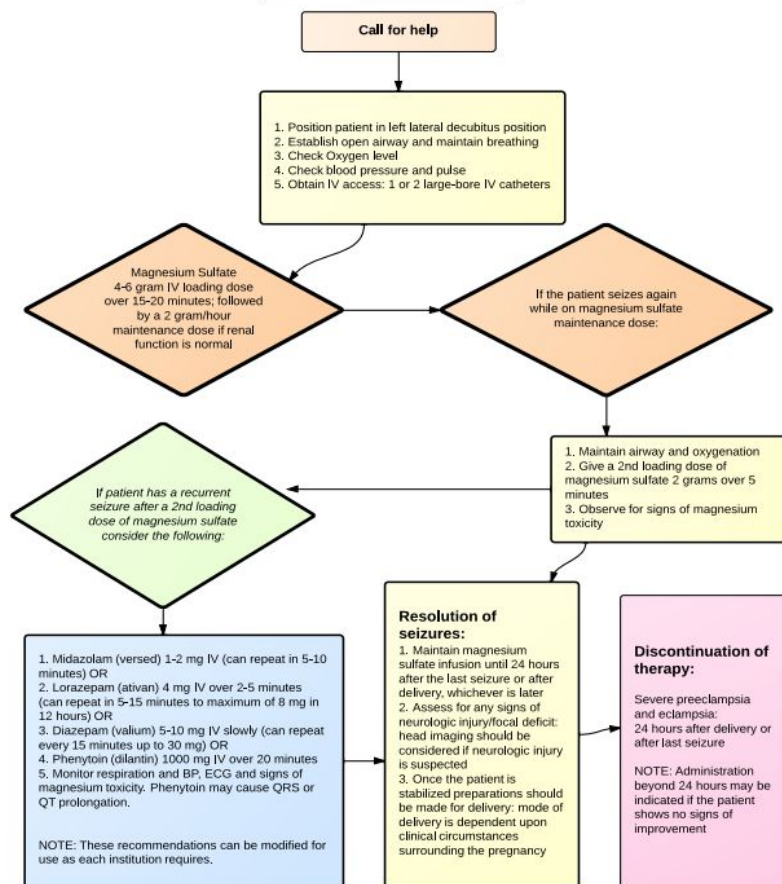 Call for help
1. Position patient in left lateral decubitus position
2. Establish open airway and maintain breathing
3. Check Oxygen level
4. Check blood pressure and pulse
5. Obtain IV access: 1 or 2 large-bore IV catheters
Magnesium Sulfate
4-6 gram IV loading dose
over 15-20 minutes; followed
by a 2 gram/hour
maintenance dose if renal
function is normal
If the patient seizes again
while on magnesium sulfate
maintenance dose:
1. Maintain airway and oxygenation
2. Give a 2nd loading dose of
magnesium sulfate 2 grams over 5
minutes
3. Observe for signs of magnesium
toxicity
If patient has a recurrent
seizure after a 2nd loading
dose of magnesium sulfate
consider the following:
1. Midazolam (versed) 1-2 mg IV (can repeat in 5-10
minutes) OR
2. Lorazepam (ativan) 4 mg IV over 2-5 minutes
(can repeat in 5-15 minutes to maximum of 8 mg in
12 hours) OR
3. Diazepam (valium) 5-10 mg IV slowly (can repeat
every 15 minutes up to 30 mg) OR
4. Phenytoin (dilantin) 1000 mg IV over 20 minutes
5. Monitor respiration and BP, ECG and signs of
magnesium toxicity. Phenytoin may cause QRS or
QT prolongation.
NOTE: These recommendations can be modified for
use as each institution requires.
Resolution of
seizures:
1. Maintain magnesium
sulfate infusion until 24 hours
after the last seizure or after
delivery, whichever is later
2. Assess for any signs of
neurologic injury/focal deficit:
head imaging should be
considered if neurologic injury
is suspected
3. Once the patient is
stabilized preparations should
be made for delivery: mode of
delivery is dependent upon
clinical circumstances
surrounding the pregnancy
Discontinuation of
therapy:
Severe preeclampsia
and eclampsia:
24 hours after delivery or
after last seizure
NOTE: Administration
beyond 24 hours may be
indicated if the patient
shows no signs of
improvement